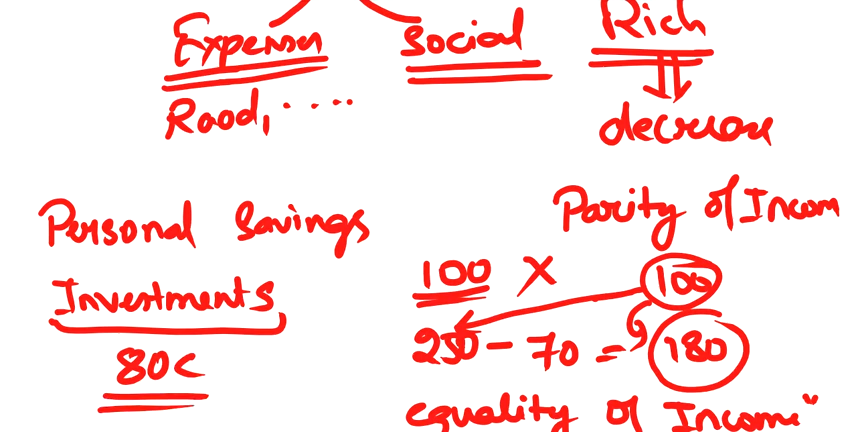 Expenses Social Rich
Road, ....
decrease
Parity of Incom
Personal Savings
100 X 100
Investments
250 - 70 = 180
80C
equality of Income"